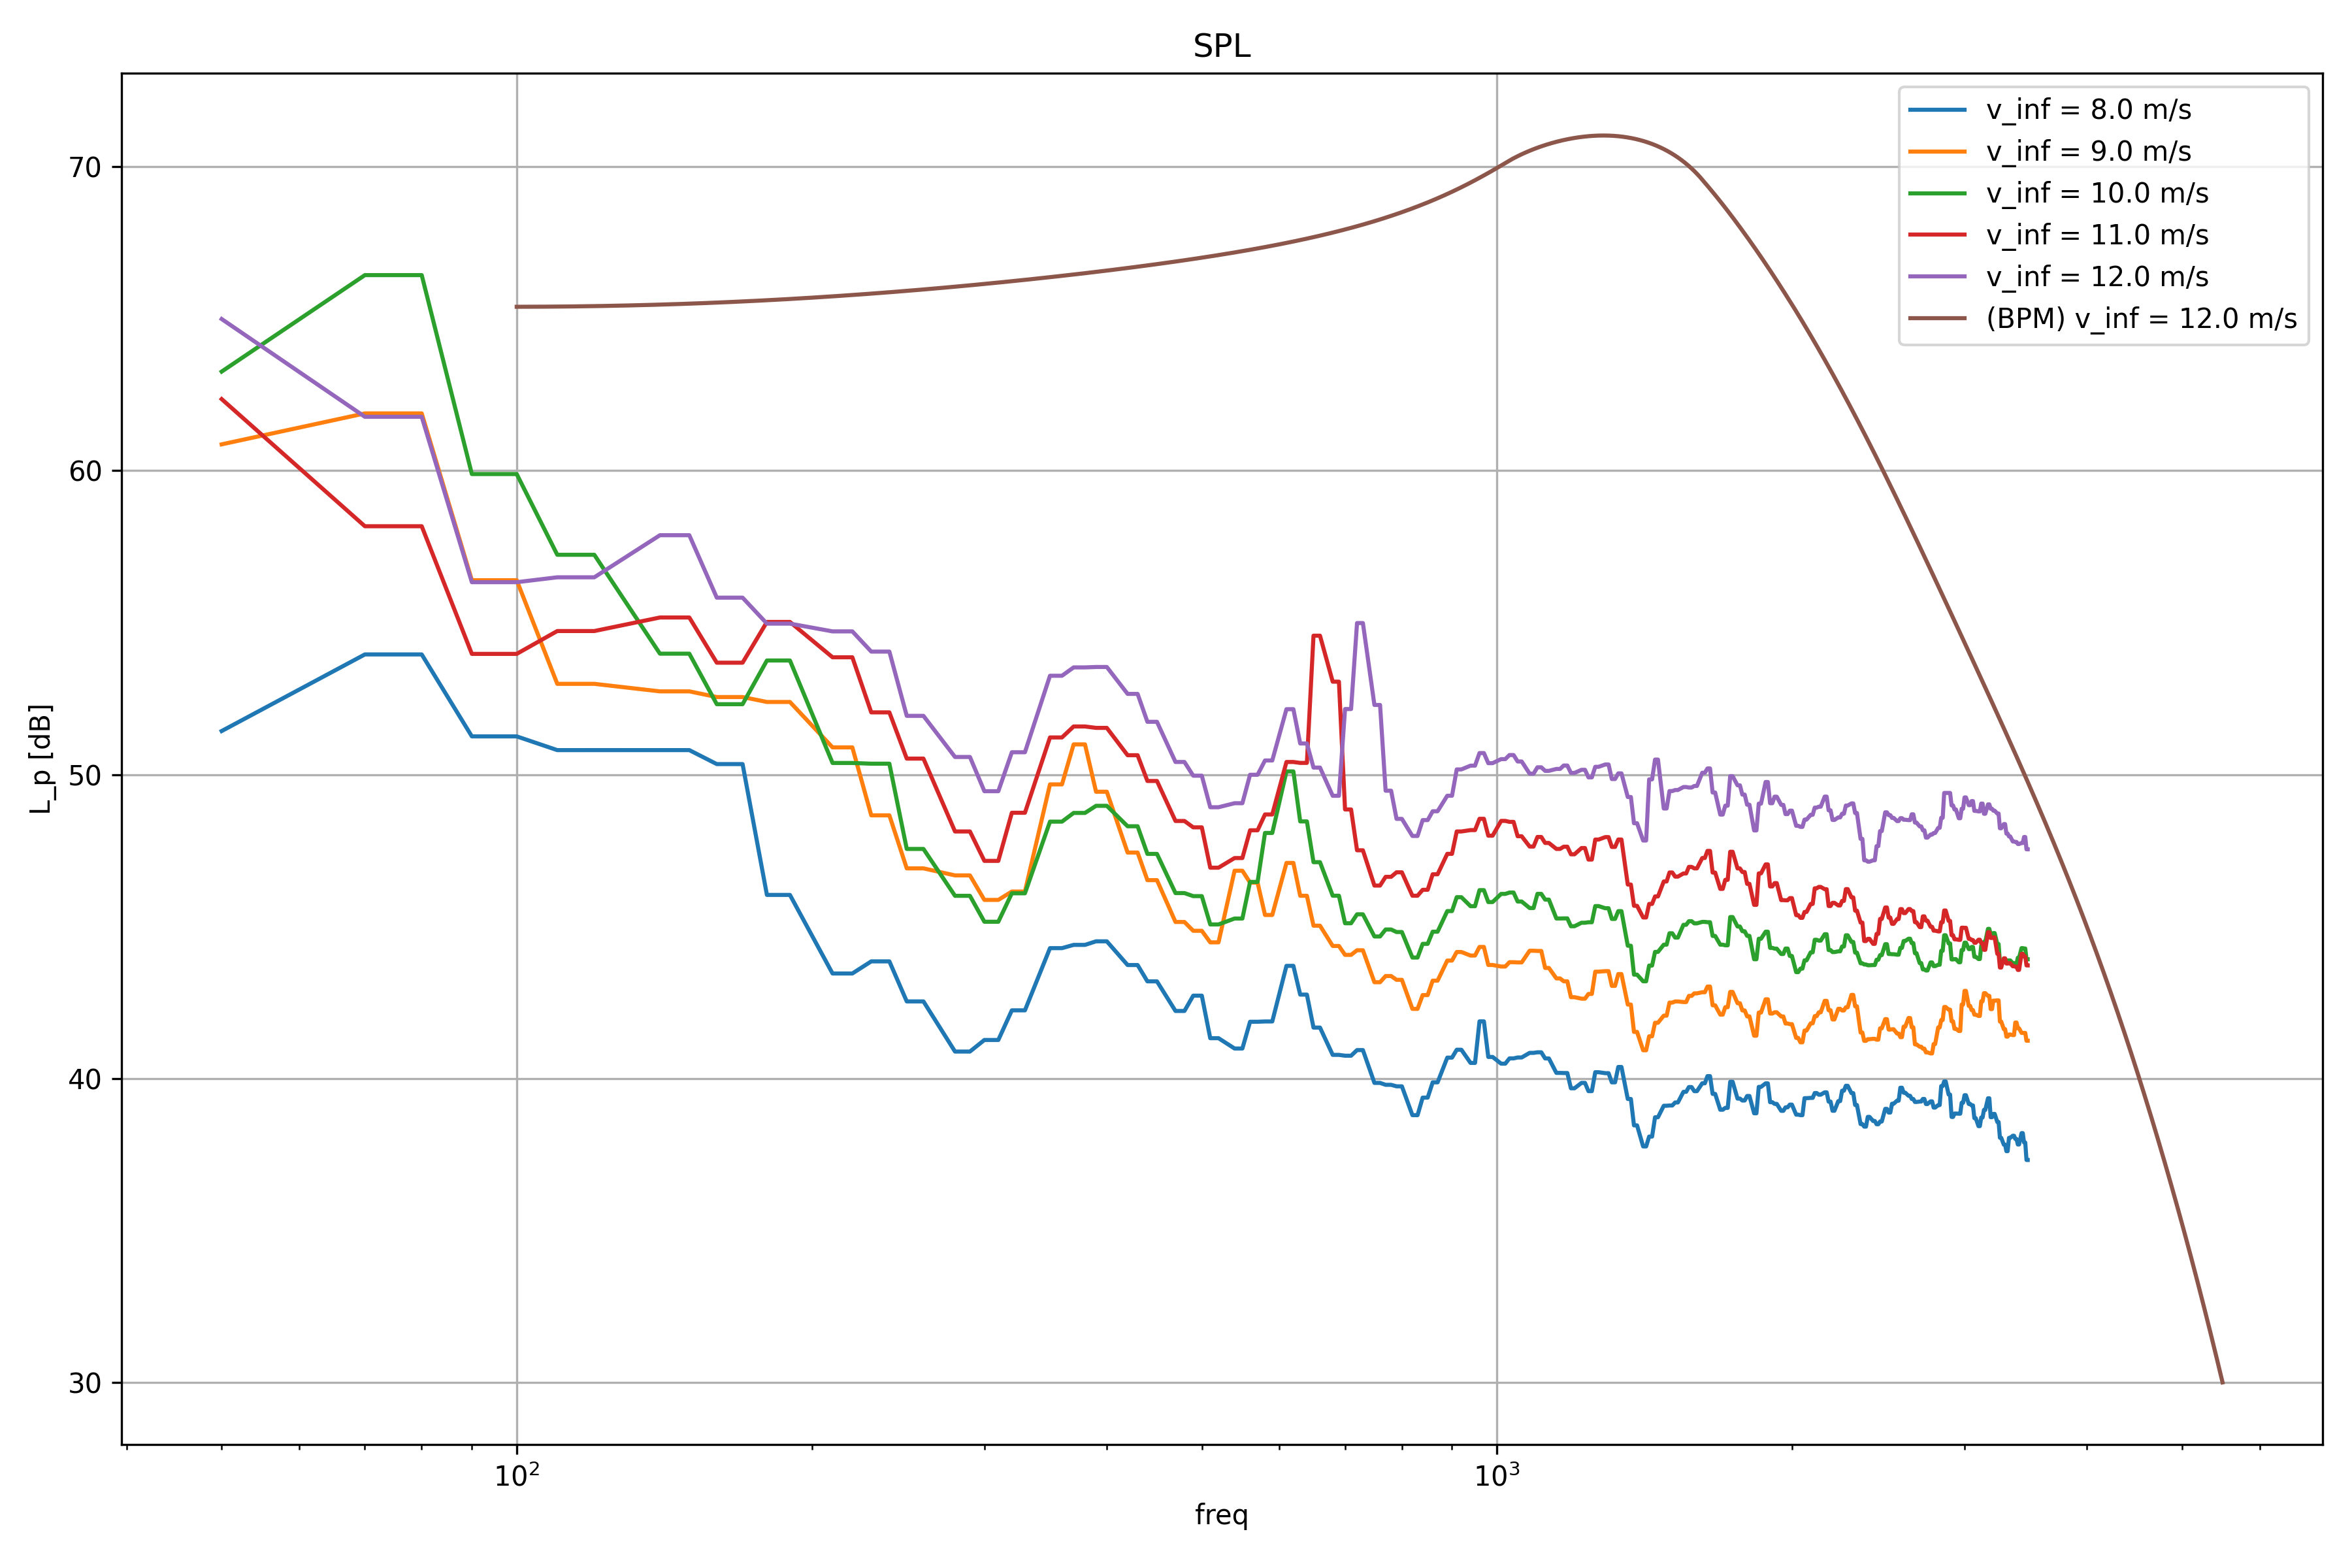 SPL
v_inf = 8.0 m/s
v_inf = 9.0 m/s
v_inf = 10.0 m/s
v_inf = 11.0 m/s
v_inf = 12.0 m/s
(BPM) v_inf = 12.0 m/s
70
60
50
40
30
L_p [dB]
10²
10³
freq